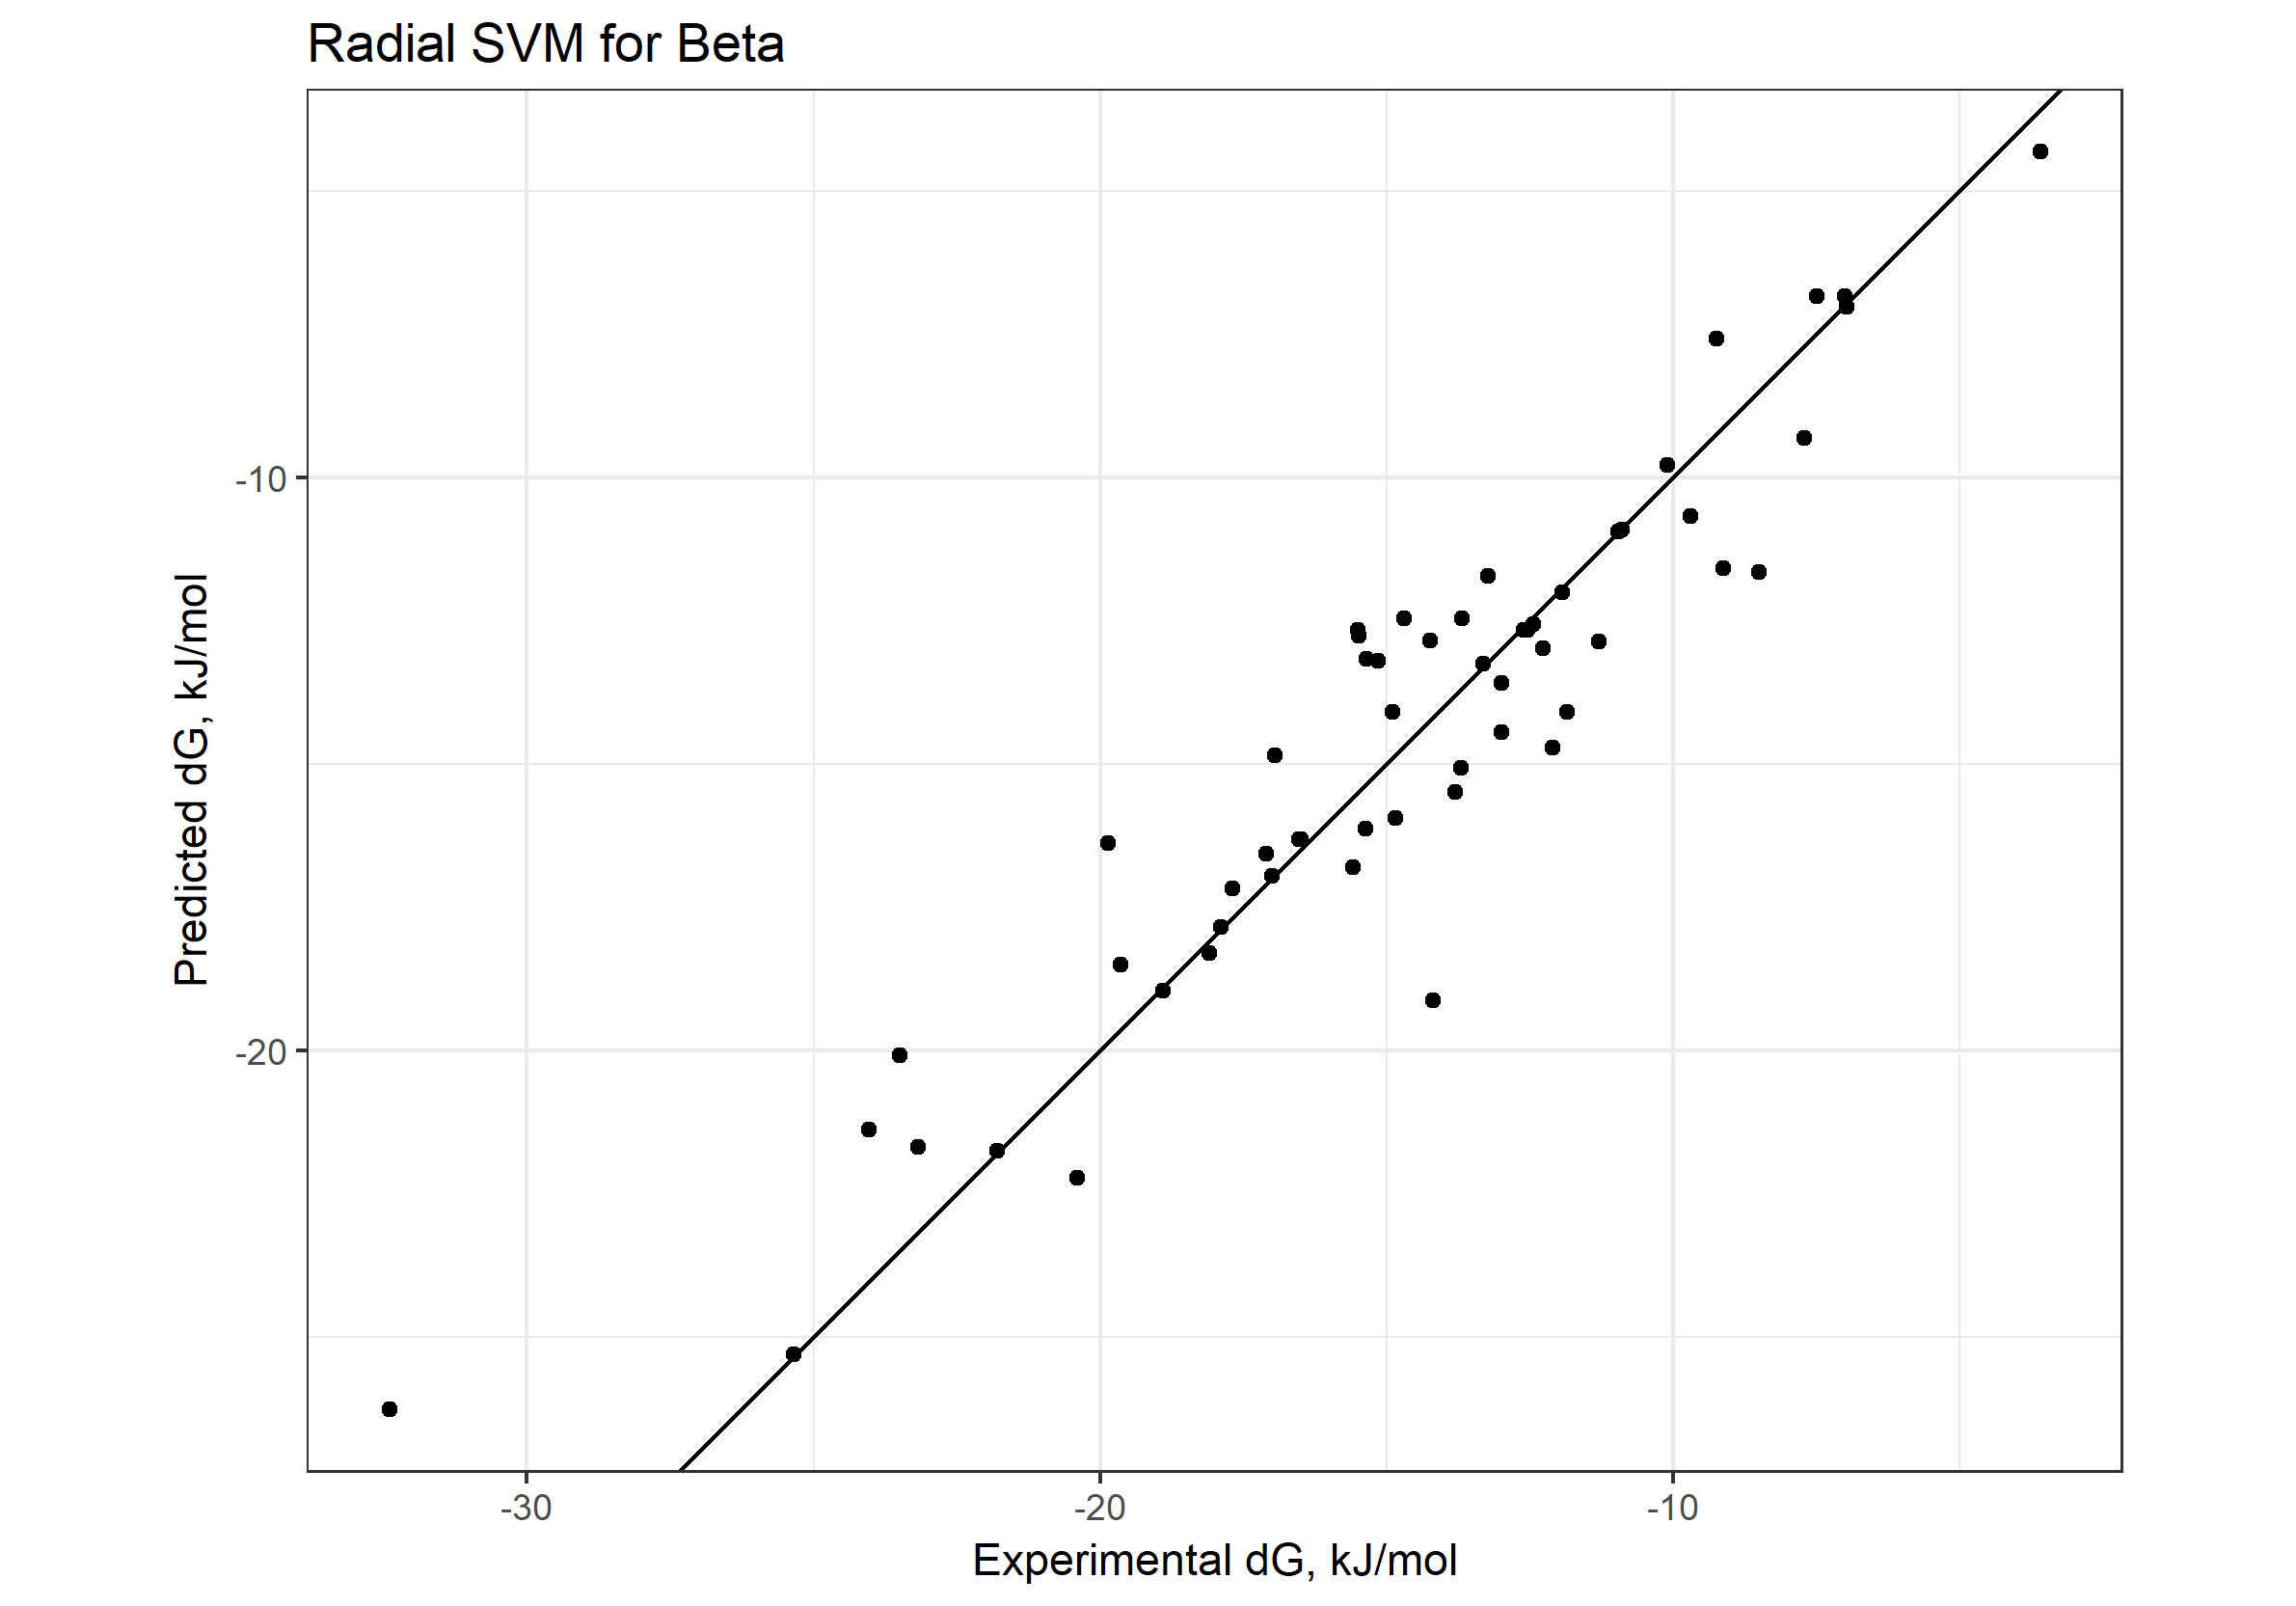 Radial SVM for Beta
Predicted dG, kJ/mol
-10
-20
-30
-20
-10
Experimental dG, kJ/mol